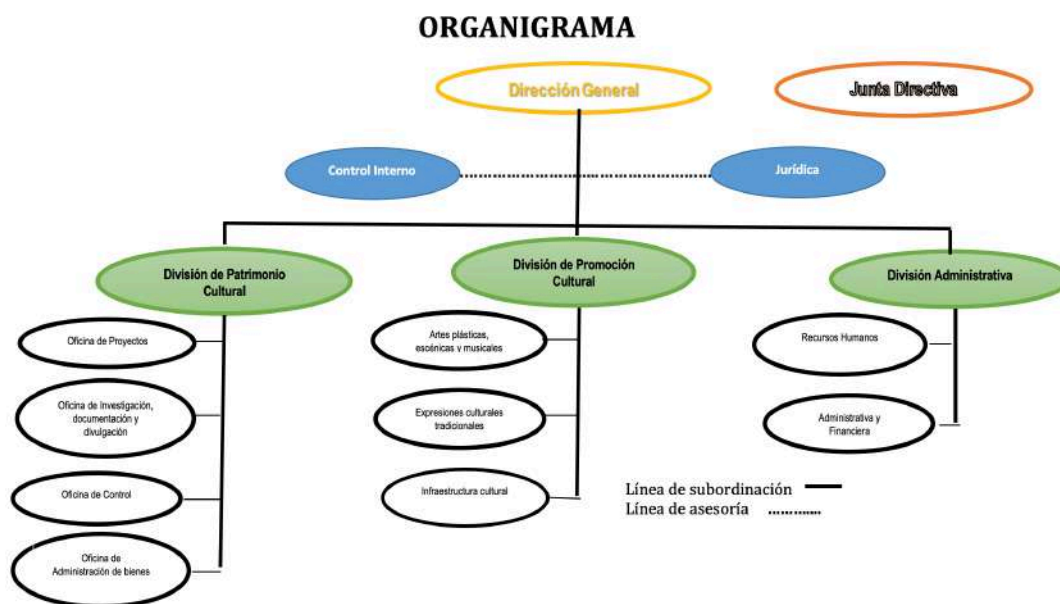 ORGANIGRAMA
Dirección General
Junta Directiva
Control Interno
Jurídica
División de Patrimonio
Cultural
División de Promoción
Cultural
División Administrativa
Oficina de Proyectos
Oficina de Investigación,
documentación y
divulgación
Oficina de Control
Oficina de
Administración de bienes
Artes plásticas,
escénicas y musicales
Expresiones culturales
tradicionales
Infraestructura cultural
Recursos Humanos
Administrativa y
Financiera
Línea de subordinación
Línea de asesoría